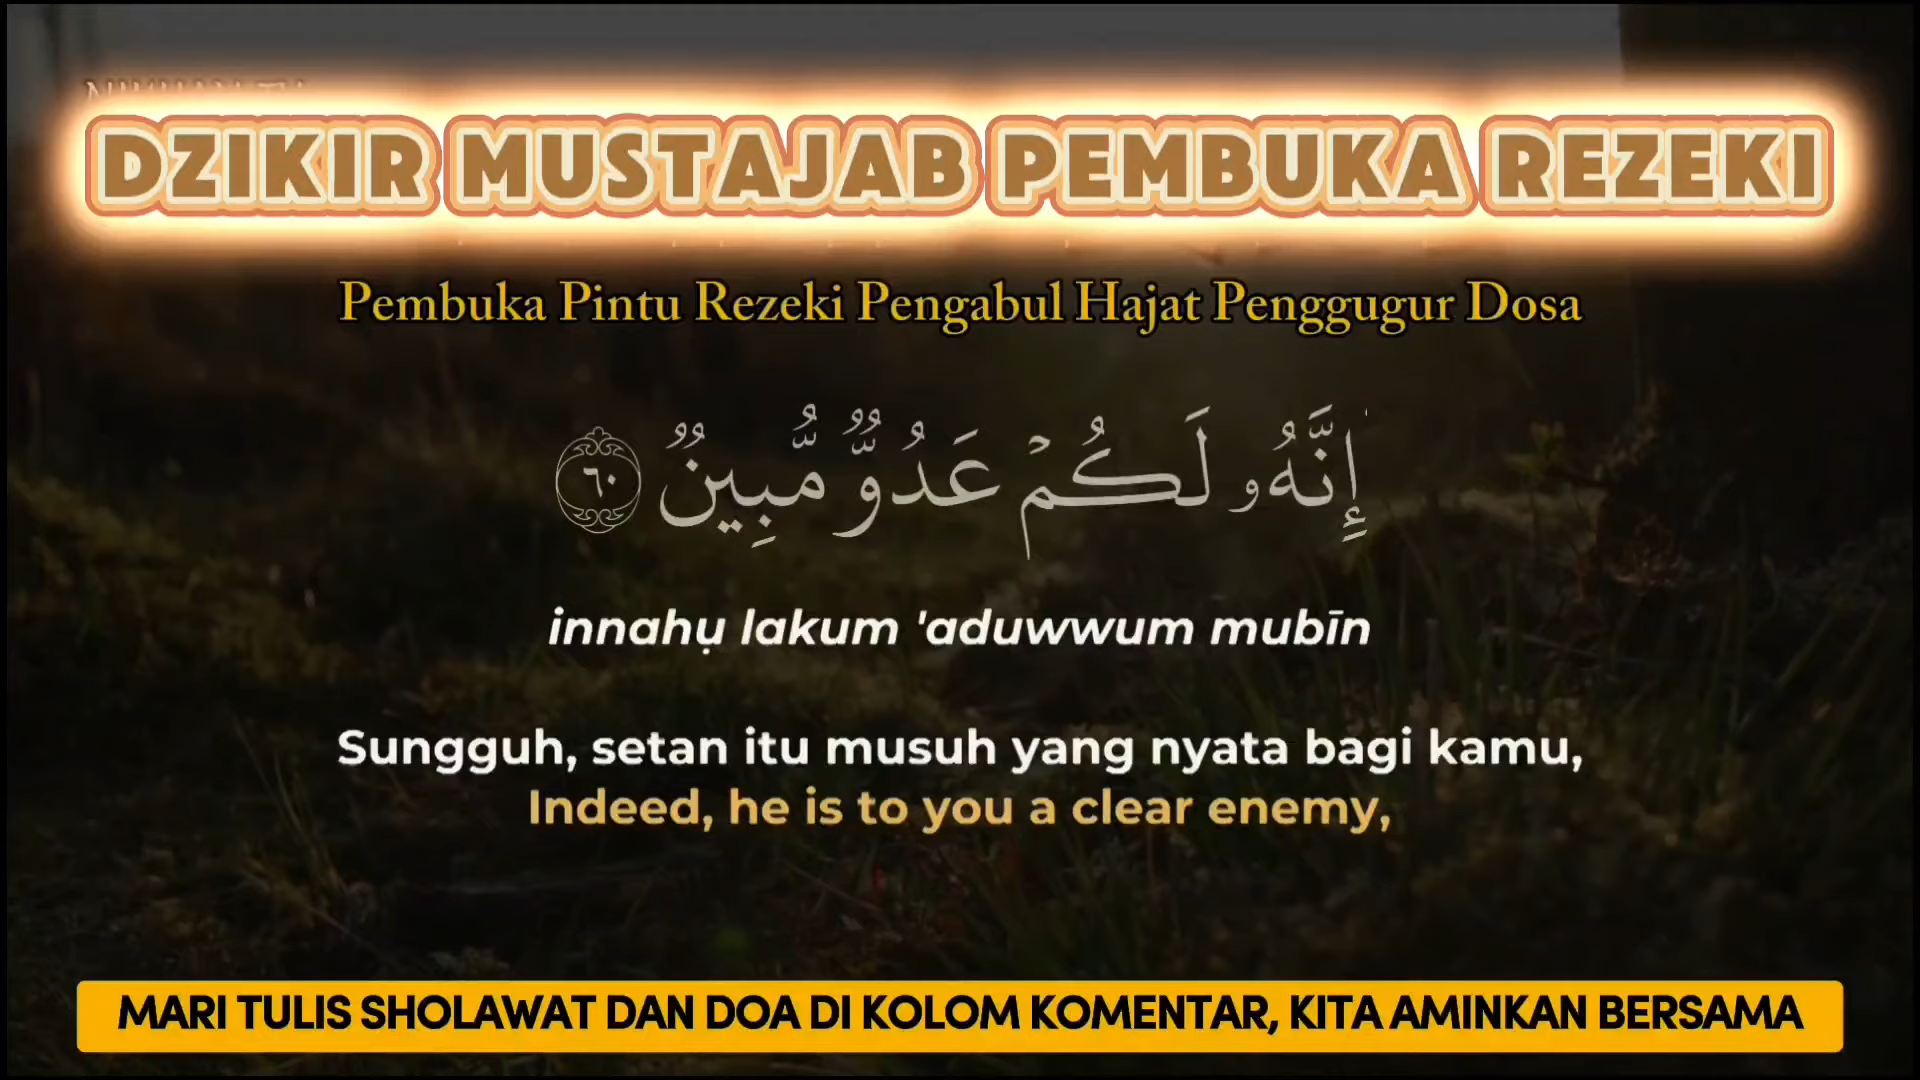 DZIKIR MUSTAJAB PEMBUKA REZEKI
Pembuka Pintu Rezeki Pengabul Hajat Penggugur Dosa
إِنَّهُۥ لَكُمۡ عَدُوّٞ مُّبِينٞ ٦٠
innahụ lakum 'aduwwum mubīn
Sungguh, setan itu musuh yang nyata bagi kamu,
Indeed, he is to you a clear enemy,
MARI TULIS SHOLAWAT DAN DOA DI KOLOM KOMENTAR, KITA AMINKAN BERSAMA